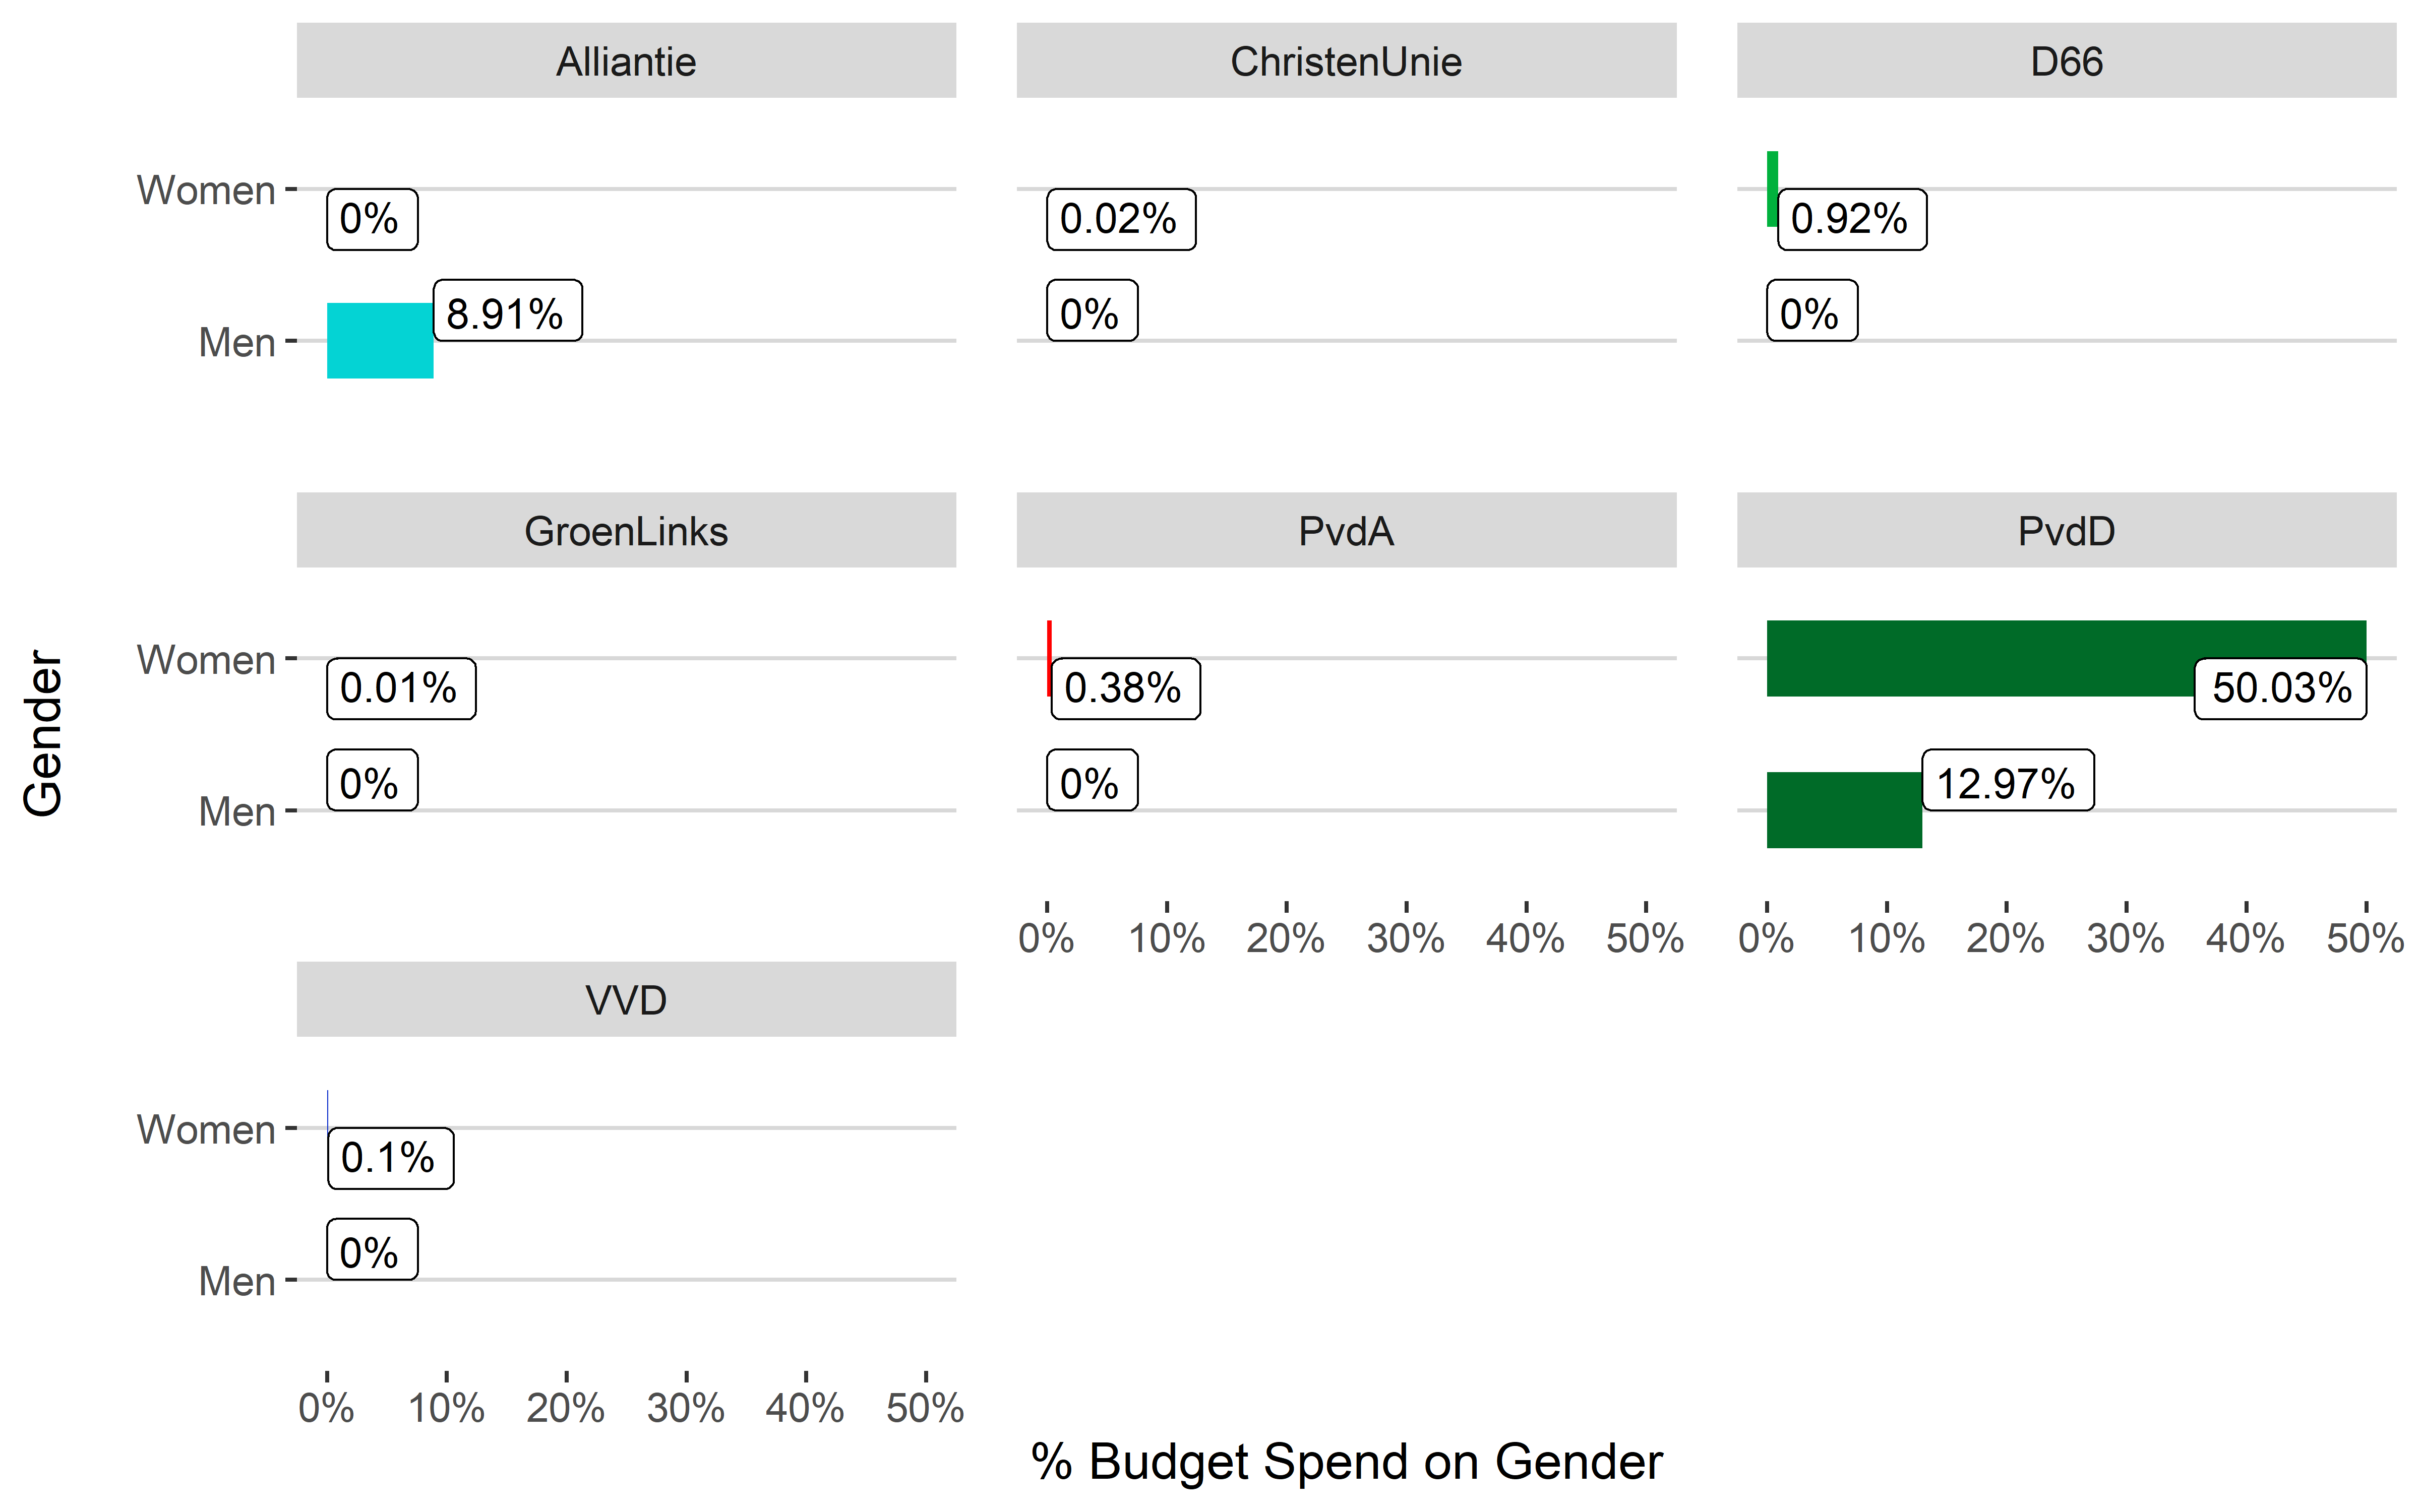 Alliantie
ChristenUnie
D66
Women
0%
0.02%
0.92%
Men
8.91%
0%
0%
GroenLinks
PvdA
PvdD
Women
0.01%
0.38%
50.03%
Men
0%
0%
12.97%
0% 10% 20% 30% 40% 50%
0% 10% 20% 30% 40% 50%
VVD
Women
0.1%
Men
0%
0% 10% 20% 30% 40% 50%
Gender
% Budget Spend on Gender